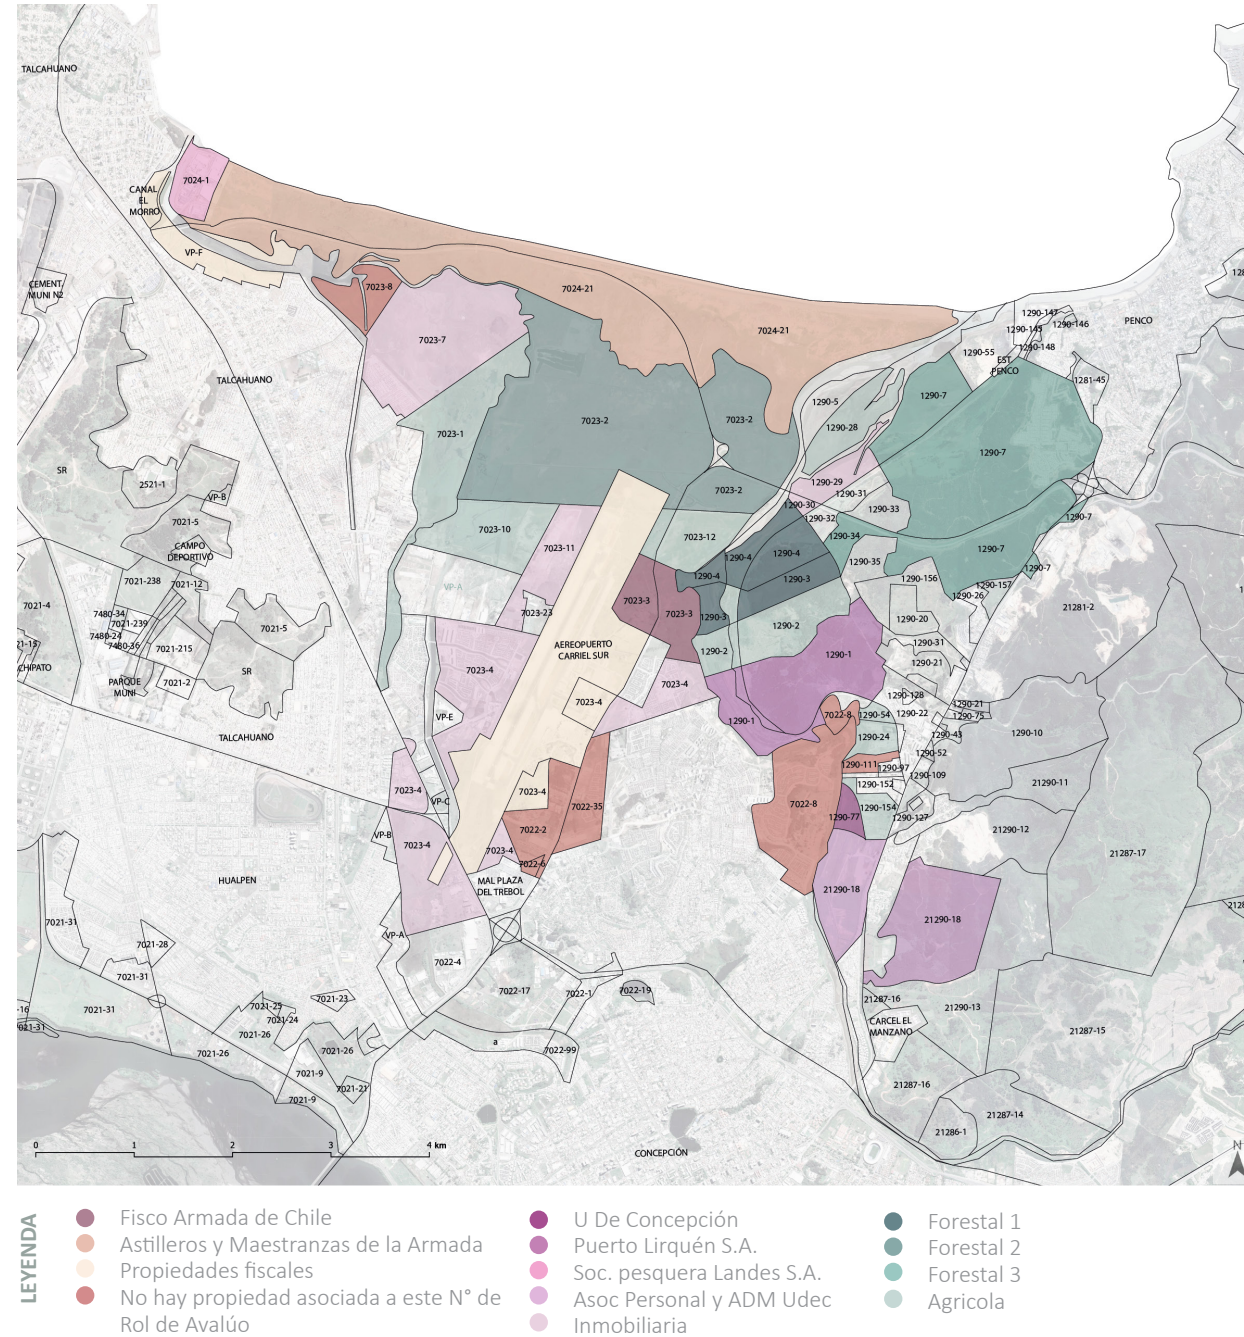 TALCAHUANO
7024-1
CANAL
EL
MORRO
VP-F
CEMENT.
MUNI N2
7023-8
7024-21
7024-21
7023-7
1290-147
1290-145
1290-146
1290-148
PENCO
1290-55
EST
PENCO
1281-45
TALCAHUANO
7023-1
7023-2
7023-2
7023-2
1290-5
1290-28
1290-7
1290-7
SR
2521-1
VP-B
7021-5
CAMPO
DEPORTIVO
7023-10
7023-11
7023-12
1290-29
1290-30
1290-31
1290-32
1290-33
1290-34
1290-35
1290-7
1290-7
1290-7
7021-238
7021-12
7021-4
VP-A
7023-23
7023-3
7023-3
1290-4
1290-4
1290-4
1290-3
1290-3
1290-156
1290-157
1290-26
21281-2
7480-34
7021-239
7480-24
7480-36
7021-215
7021-5
SR
PARQUE
MUNI
7021-2
AEREOPUERTO
CARRIEL SUR
1290-2
1290-2
1290-20
1290-31
1290-21
7023-4
7023-4
7023-4
1290-1
1290-1
VP-E
TALCAHUANO
1290-128
1290-22
1290-21
1290-75
7022-8
1290-54
1290-24
1290-43
1290-52
1290-10
7023-4
VP-C
7023-4
7022-35
1290-111
1290-97
1290-109
1290-152
21290-11
7022-8
1290-77
1290-154
1290-127
VP-B
7023-4
7022-2
7023-4
7022-6
21290-12
21287-17
HUALPEN
MAL PLAZA
DEL TREBOL
21290-18
21290-18
7021-31
7021-28
VP-A
7021-31
7022-4
7022-17
7022-1
7022-19
7021-31
7021-25
7021-23
7021-24
7021-26
7021-26
7021-26
7021-9
7021-21
7021-9
a
7022-99
21287-16
CARCEL EL
MANZANO
21290-13
21287-15
21287-16
21287-14
21286-1
0 1 2 3 4 km
CONCEPCIÓN
N
LEYENDA
Fisco Armada de Chile
Astilleros y Maestranzas de la Armada
Propiedades fiscales
No hay propiedad asociada a este N° de
Rol de Avalúo
U De Concepción
Puerto Lirquén S.A.
Soc. pesquera Landes S.A.
Asoc Personal y ADM Udec
Inmobiliaria
Forestal 1
Forestal 2
Forestal 3
Agricola